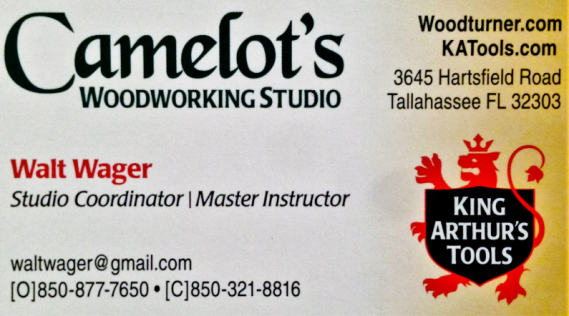 Camelot's
WOODWORKING STUDIO
Woodturner.com
KATools.com
3645 Hartsfield Road
Tallahassee FL 32303
Walt Wager
Studio Coordinator | Master Instructor
waltwager@gmail.com
[O]850-877-7650 • [C]850-321-8816
KING
ARTHUR'S
TOOLS